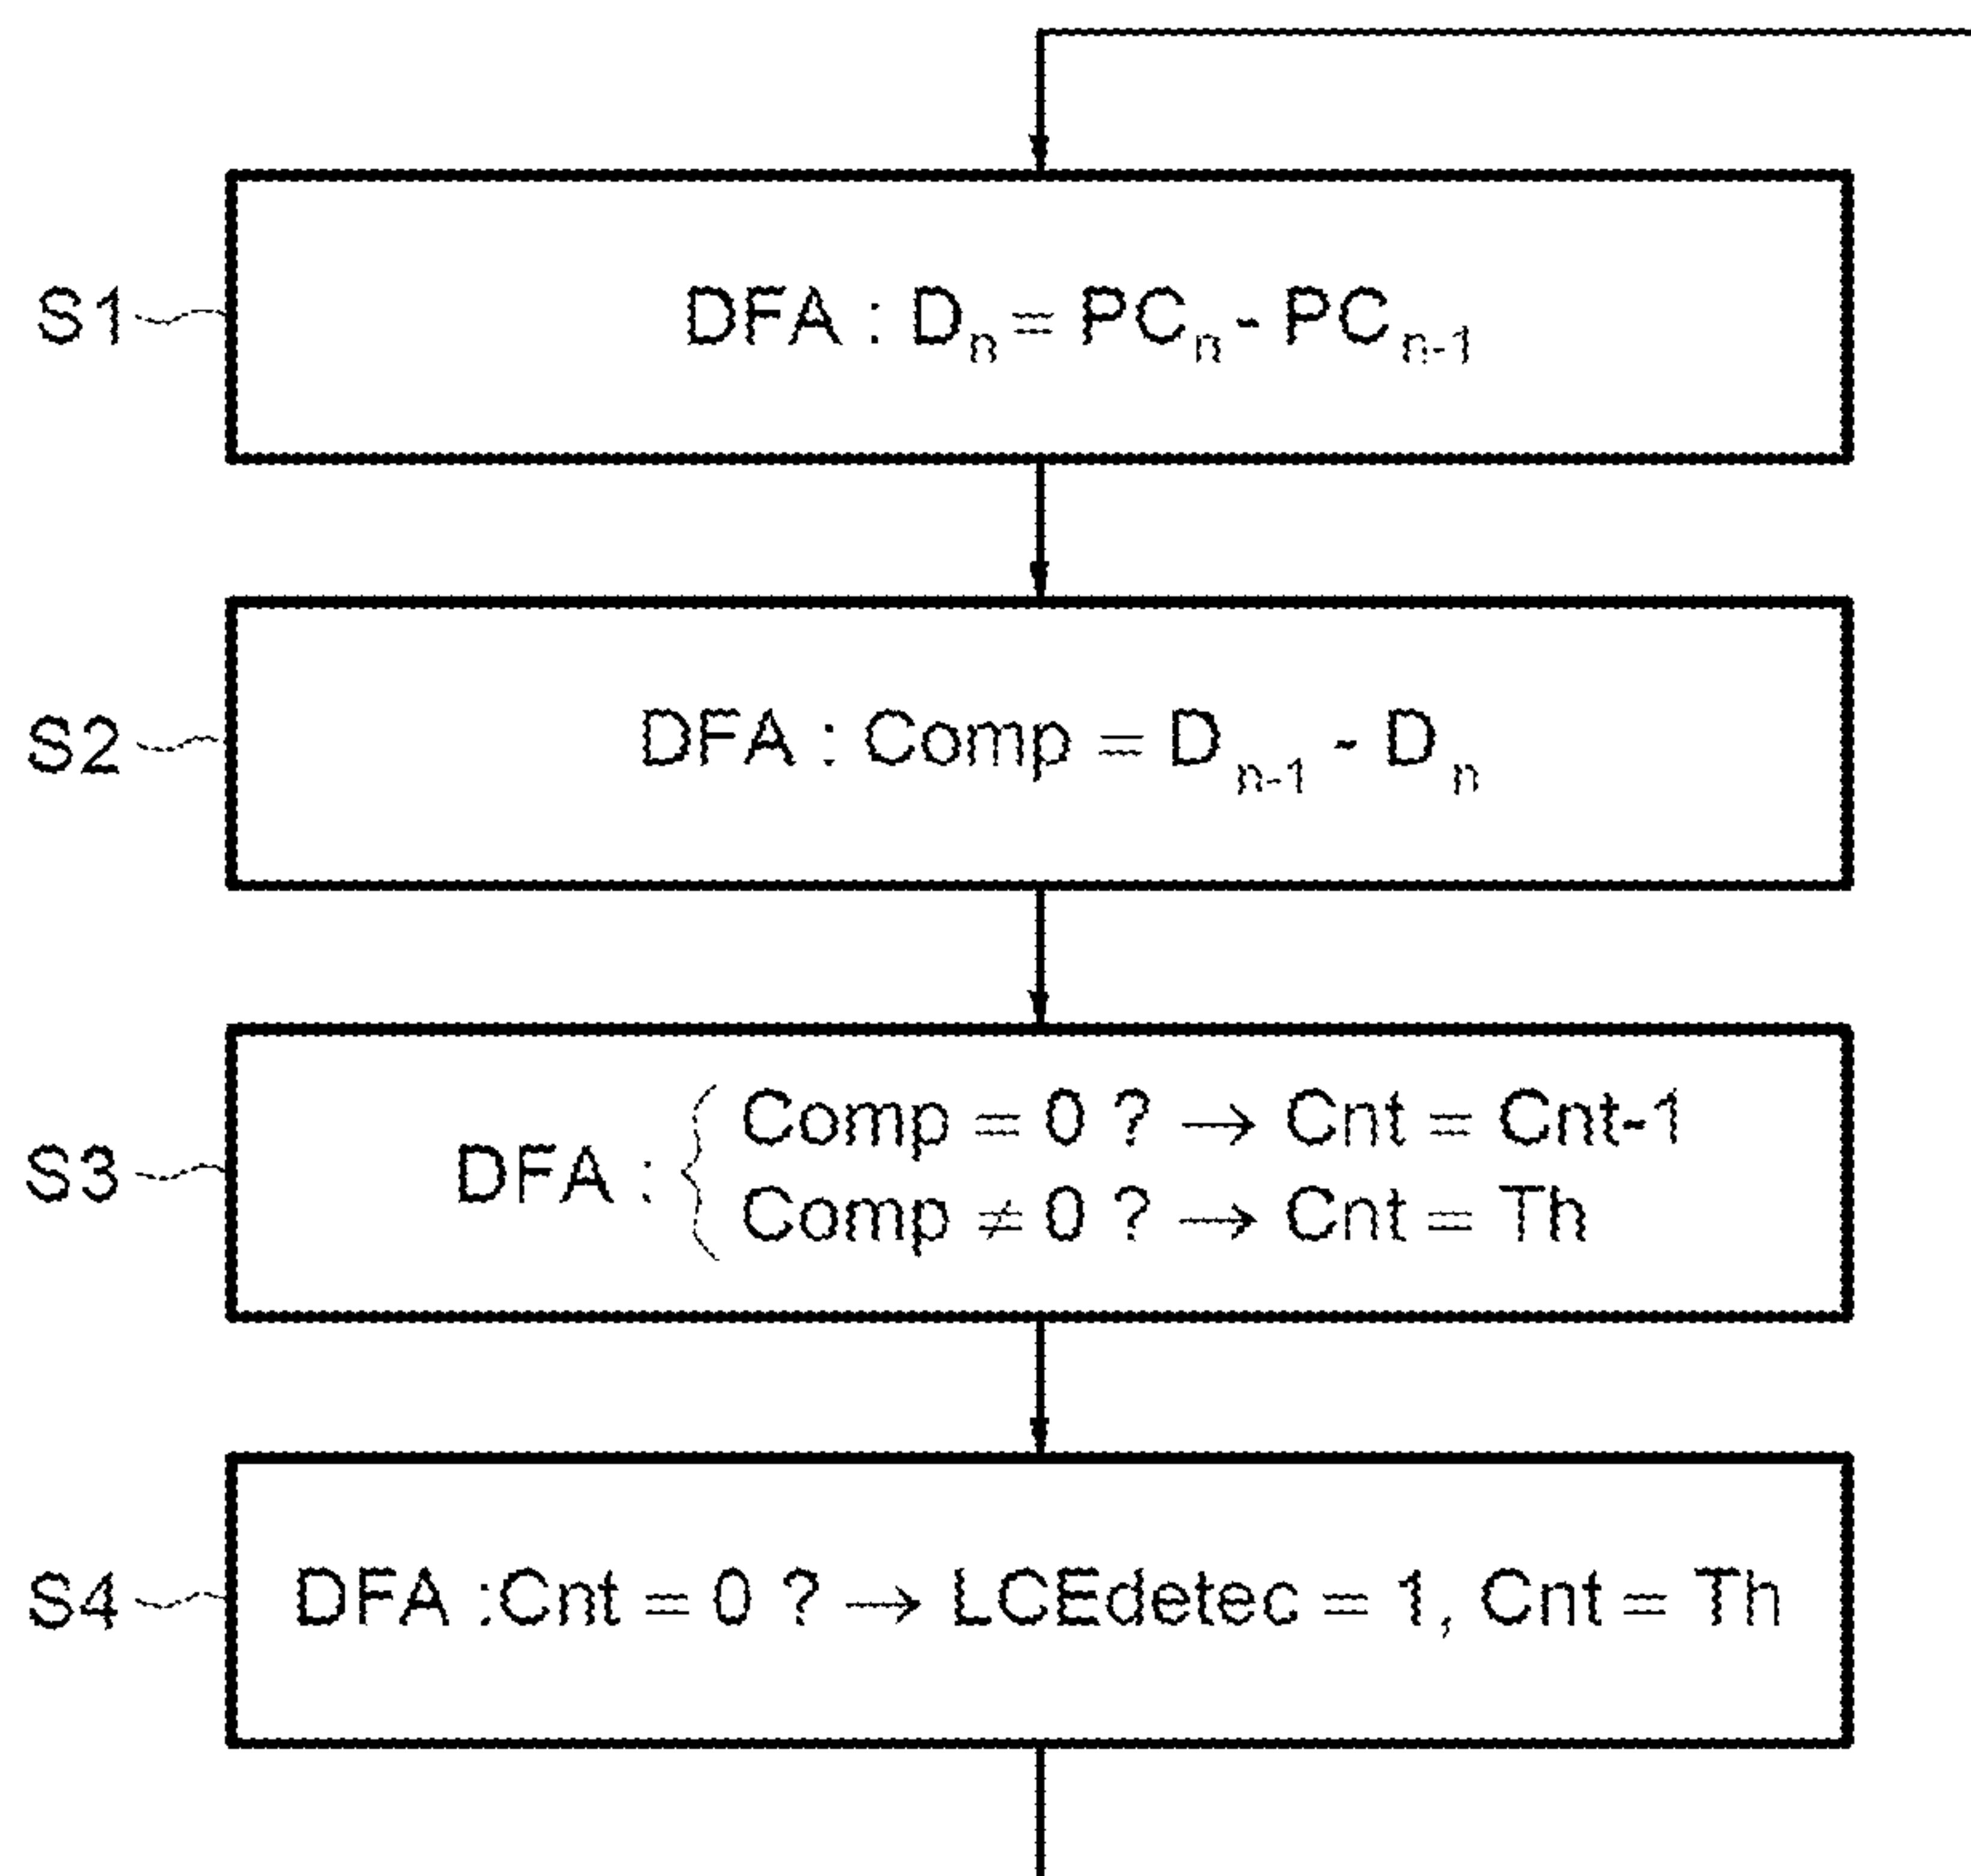 S1
DFA : Dₙ = PCₙ - PCₙ₋₁
S2
DFA : Comp = Dₙ₋₁ - Dₙ
S3
DFA : { Comp = 0 ? → Cnt = Cnt-1
Comp ≠ 0 ? → Cnt = Th
S4
DFA :Cnt = 0 ? → LCEdetec = 1, Cnt = Th